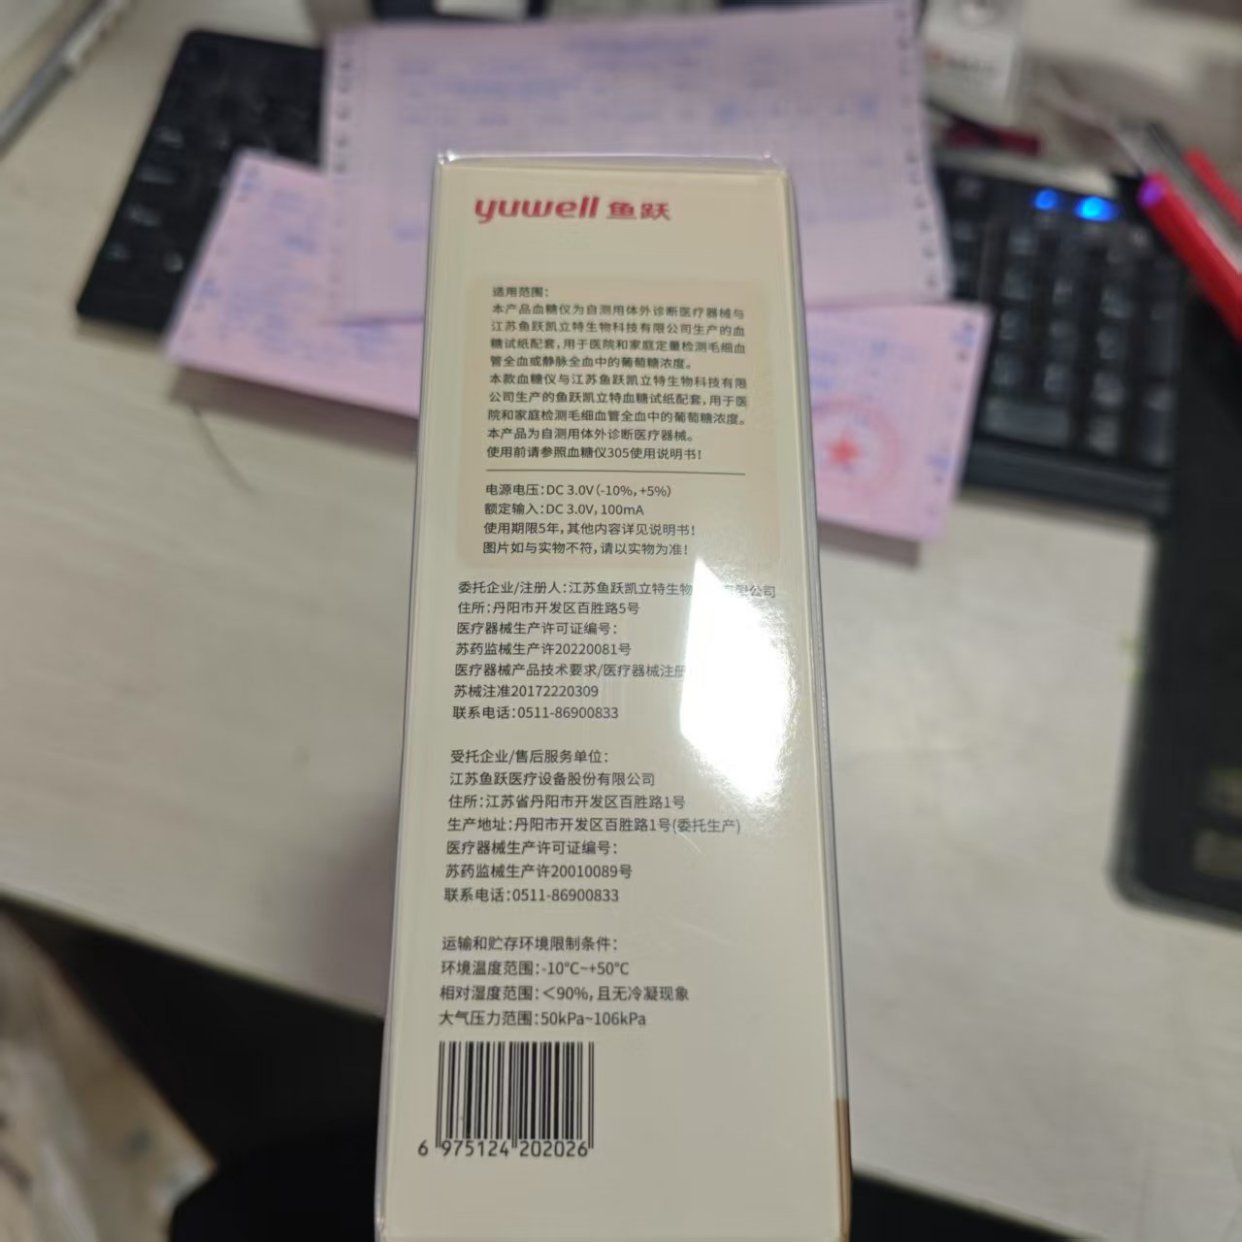 yuwell 鱼跃
适用范围：
本产品血糖仪为自测用体外诊断医疗器械与
江苏鱼跃凯立特生物科技有限公司生产的血
糖试纸配套，用于医院和家庭定量检测毛细血
管全血或静脉全血中的葡萄糖浓度。
本款血糖仪与江苏鱼跃凯立特生物科技有限
公司生产的鱼跃凯立特血糖试纸配套，用于医
院和家庭检测毛细血管全血中的葡萄糖浓度。
本产品为自测用体外诊断医疗器械。
使用前请参照血糖仪305使用说明书！
电源电压：DC 3.0V（-10%，+5%）
额定输入：DC 3.0V，100mA
使用期限5年，其他内容详见说明书！
图片如与实物不符，请以实物为准！
委托企业/注册人：江苏鱼跃凯立特生物 有限公司
住所：丹阳市开发区百胜路5号
医疗器械生产许可证编号：
苏药监械生产许20220081号
医疗器械产品技术要求/医疗器械注册
苏械注准20172220309
联系电话：0511-86900833
受托企业/售后服务单位：
江苏鱼跃医疗设备股份有限公司
住所：江苏省丹阳市开发区百胜路1号
生产地址：丹阳市开发区百胜路1号(委托生产)
医疗器械生产许可证编号：
苏药监械生产许20010089号
联系电话：0511-86900833
运输和贮存环境限制条件：
环境温度范围：-10°C~+50°C
相对湿度范围：＜90%，且无冷凝现象
大气压力范围：50kPa~106kPa
6 975124 202026